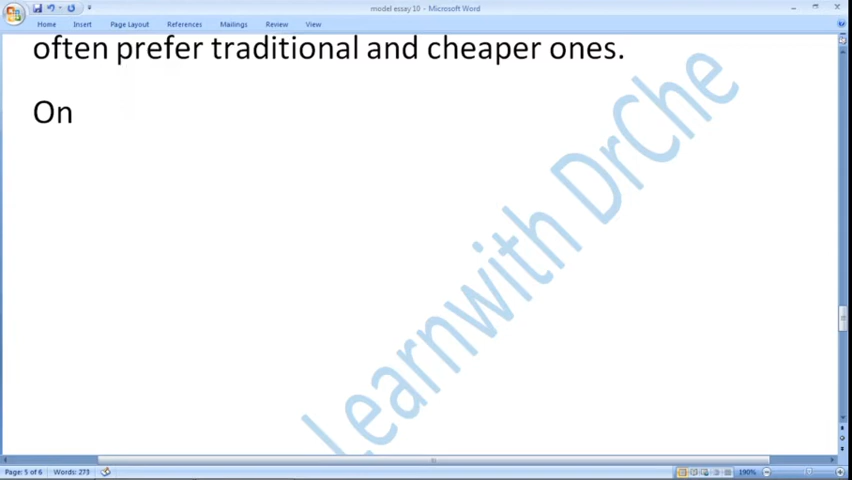 model essay 10 - Microsoft Word
Home Insert Page Layout References Mailings Review View
often prefer traditional and cheaper ones.
On
Learnwith DrChe
Page: 5 of 6 Words: 273 190%